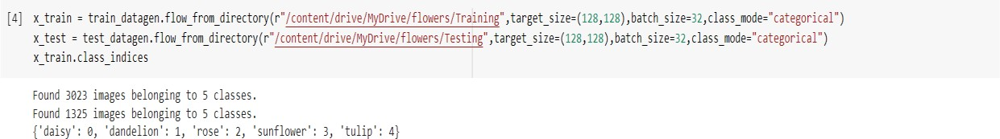 [4] x_train = train_datagen.flow_from_directory(r"/content/drive/MyDrive/flowers/Training",target_size=(128,128),batch_size=32,class_mode="categorical")
x_test = test_datagen.flow_from_directory(r"/content/drive/MyDrive/flowers/Testing",target_size=(128,128),batch_size=32,class_mode="categorical")
x_train.class_indices
Found 3023 images belonging to 5 classes.
Found 1325 images belonging to 5 classes.
{'daisy': 0, 'dandelion': 1, 'rose': 2, 'sunflower': 3, 'tulip': 4}